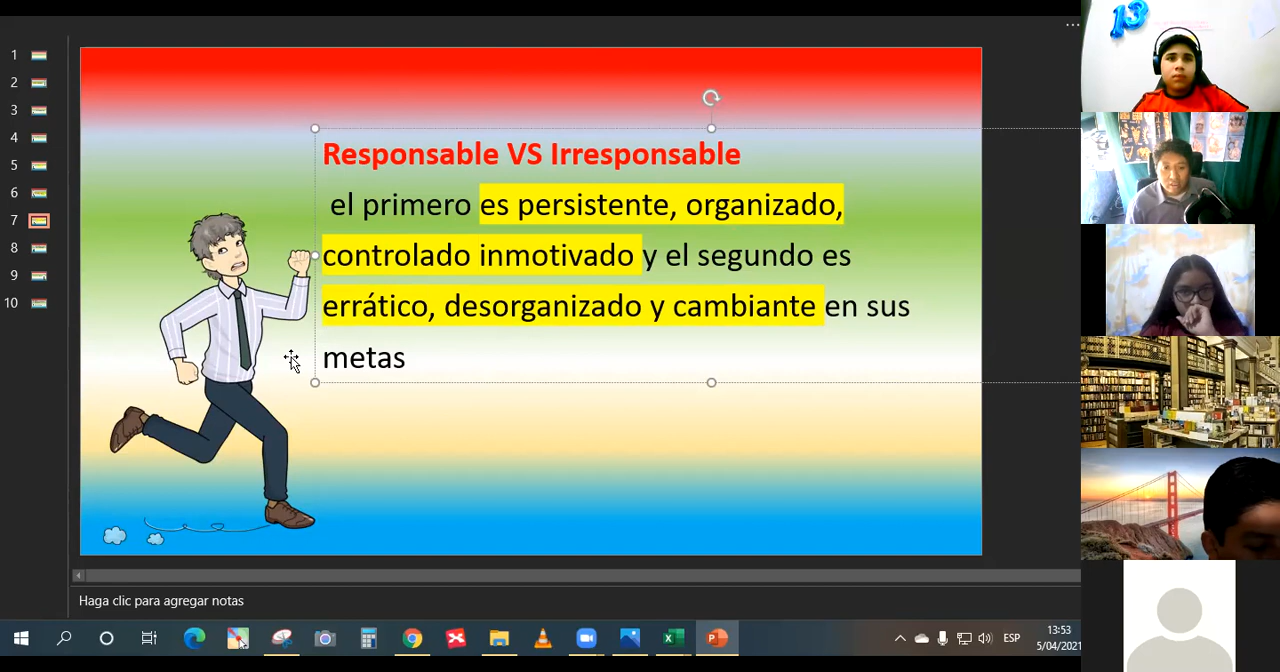 1
2
3
4
5
6
7
8
9
10
Responsable VS Irresponsable
el primero es persistente, organizado,
controlado inmotivado y el segundo es
errático, desorganizado y cambiante en sus
metas
Haga clic para agregar notas
13
ESP
13:53
5/04/2021